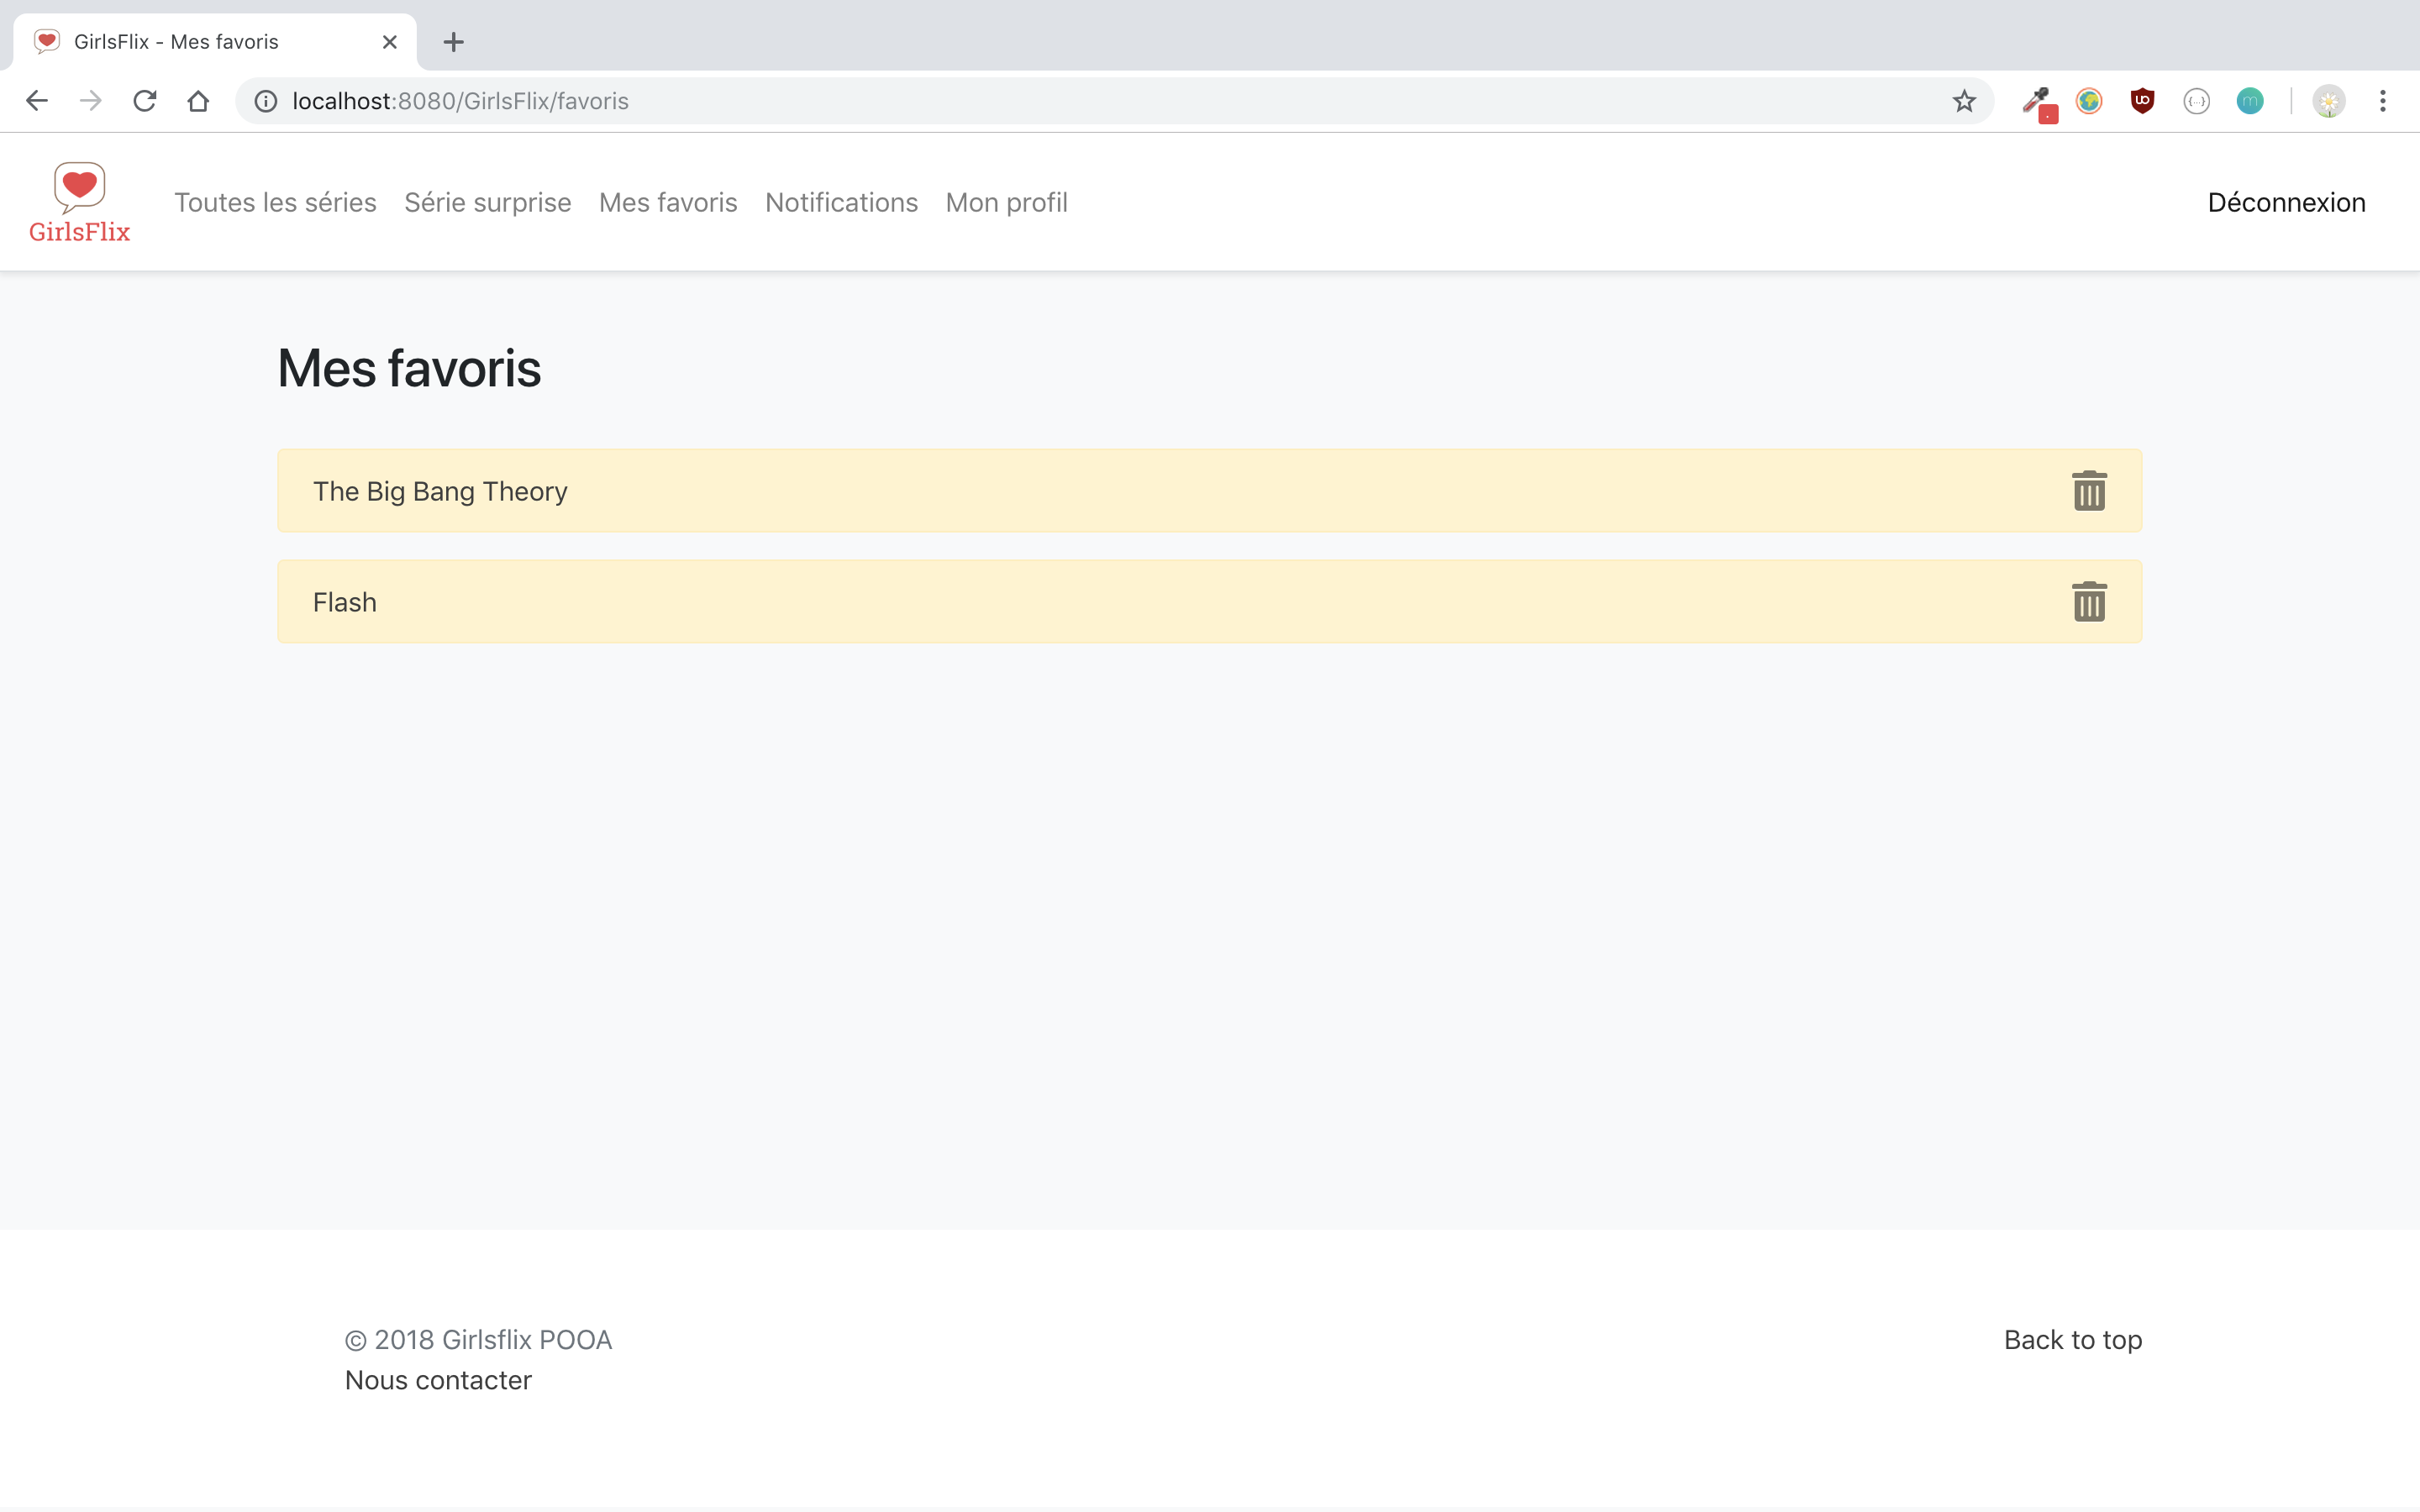 GirlsFlix - Mes favoris
localhost:8080/GirlsFlix/favoris
GirlsFlix
Toutes les séries Série surprise Mes favoris Notifications Mon profil Déconnexion
Mes favoris
The Big Bang Theory
Flash
© 2018 Girlsflix POOA Back to top
Nous contacter